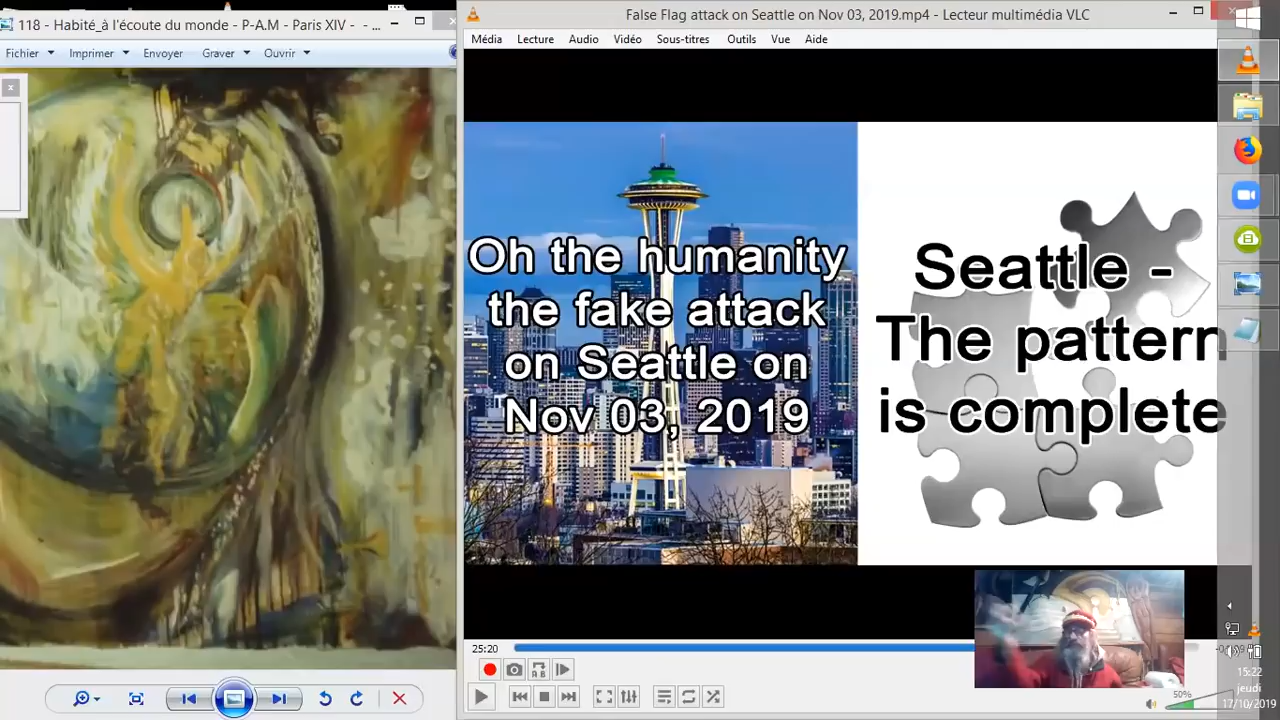 118 - Habité_à l'écoute du monde - P-A-M - Paris XIV - ...
Fichier
Imprimer
Envoyer
Graver
Ouvrir
False Flag attack on Seattle on Nov 03, 2019.mp4 - Lecteur multimédia VLC
Média Lecture Audio Vidéo Sous-titres Outils Vue Aide
Oh the humanity
the fake attack
on Seattle on
Nov 03, 2019
Seattle -
The pattern
is complete
25:20
50%
15:22
jeudi
17/10/2019